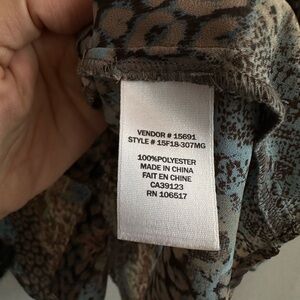 VENDOR # 15691
STYLE # 15F18-307MG
100%POLYESTER
MADE IN CHINA
FAIT EN CHINE
CA39123
RN 106517